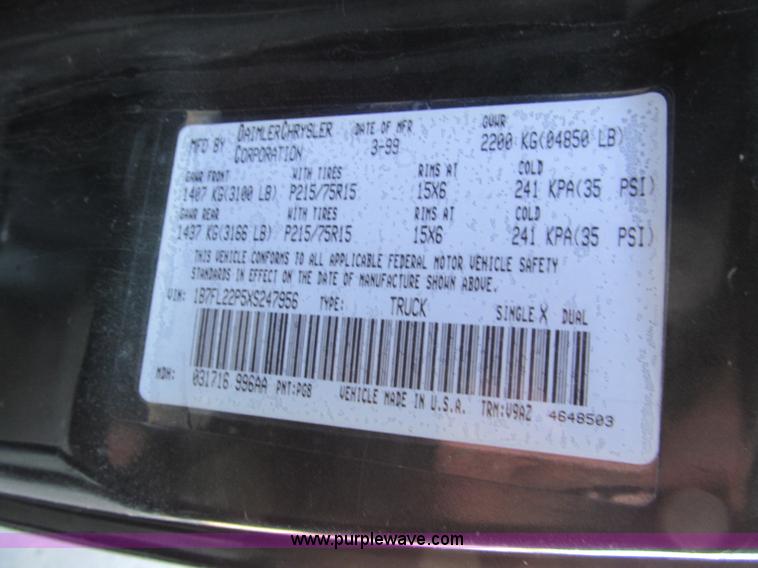 MFD BY DAIMLERCHRYSLER CORPORATION DATE OF MFR 3-99 GVWR 2200 KG(04850 LB)
GAWR FRONT WITH TIRES RIMS AT COLD
1407 KG(3100 LB) P215/75R15 15X6 241 KPA(35 PSI)
GAWR REAR WITH TIRES RIMS AT COLD
1437 KG(3166 LB) P215/75R15 15X6 241 KPA(35 PSI)
THIS VEHICLE CONFORMS TO ALL APPLICABLE FEDERAL MOTOR VEHICLE SAFETY
STANDARDS IN EFFECT ON THE DATE OF MANUFACTURE SHOWN ABOVE.
VIN: 1B7FL22P5XS247956 TYPE: TRUCK SINGLE X DUAL
MDH: 031716 996AA PNT:PGB VEHICLE MADE IN U.S.A. TRM:V9AZ 4648503
www.purplewave.com